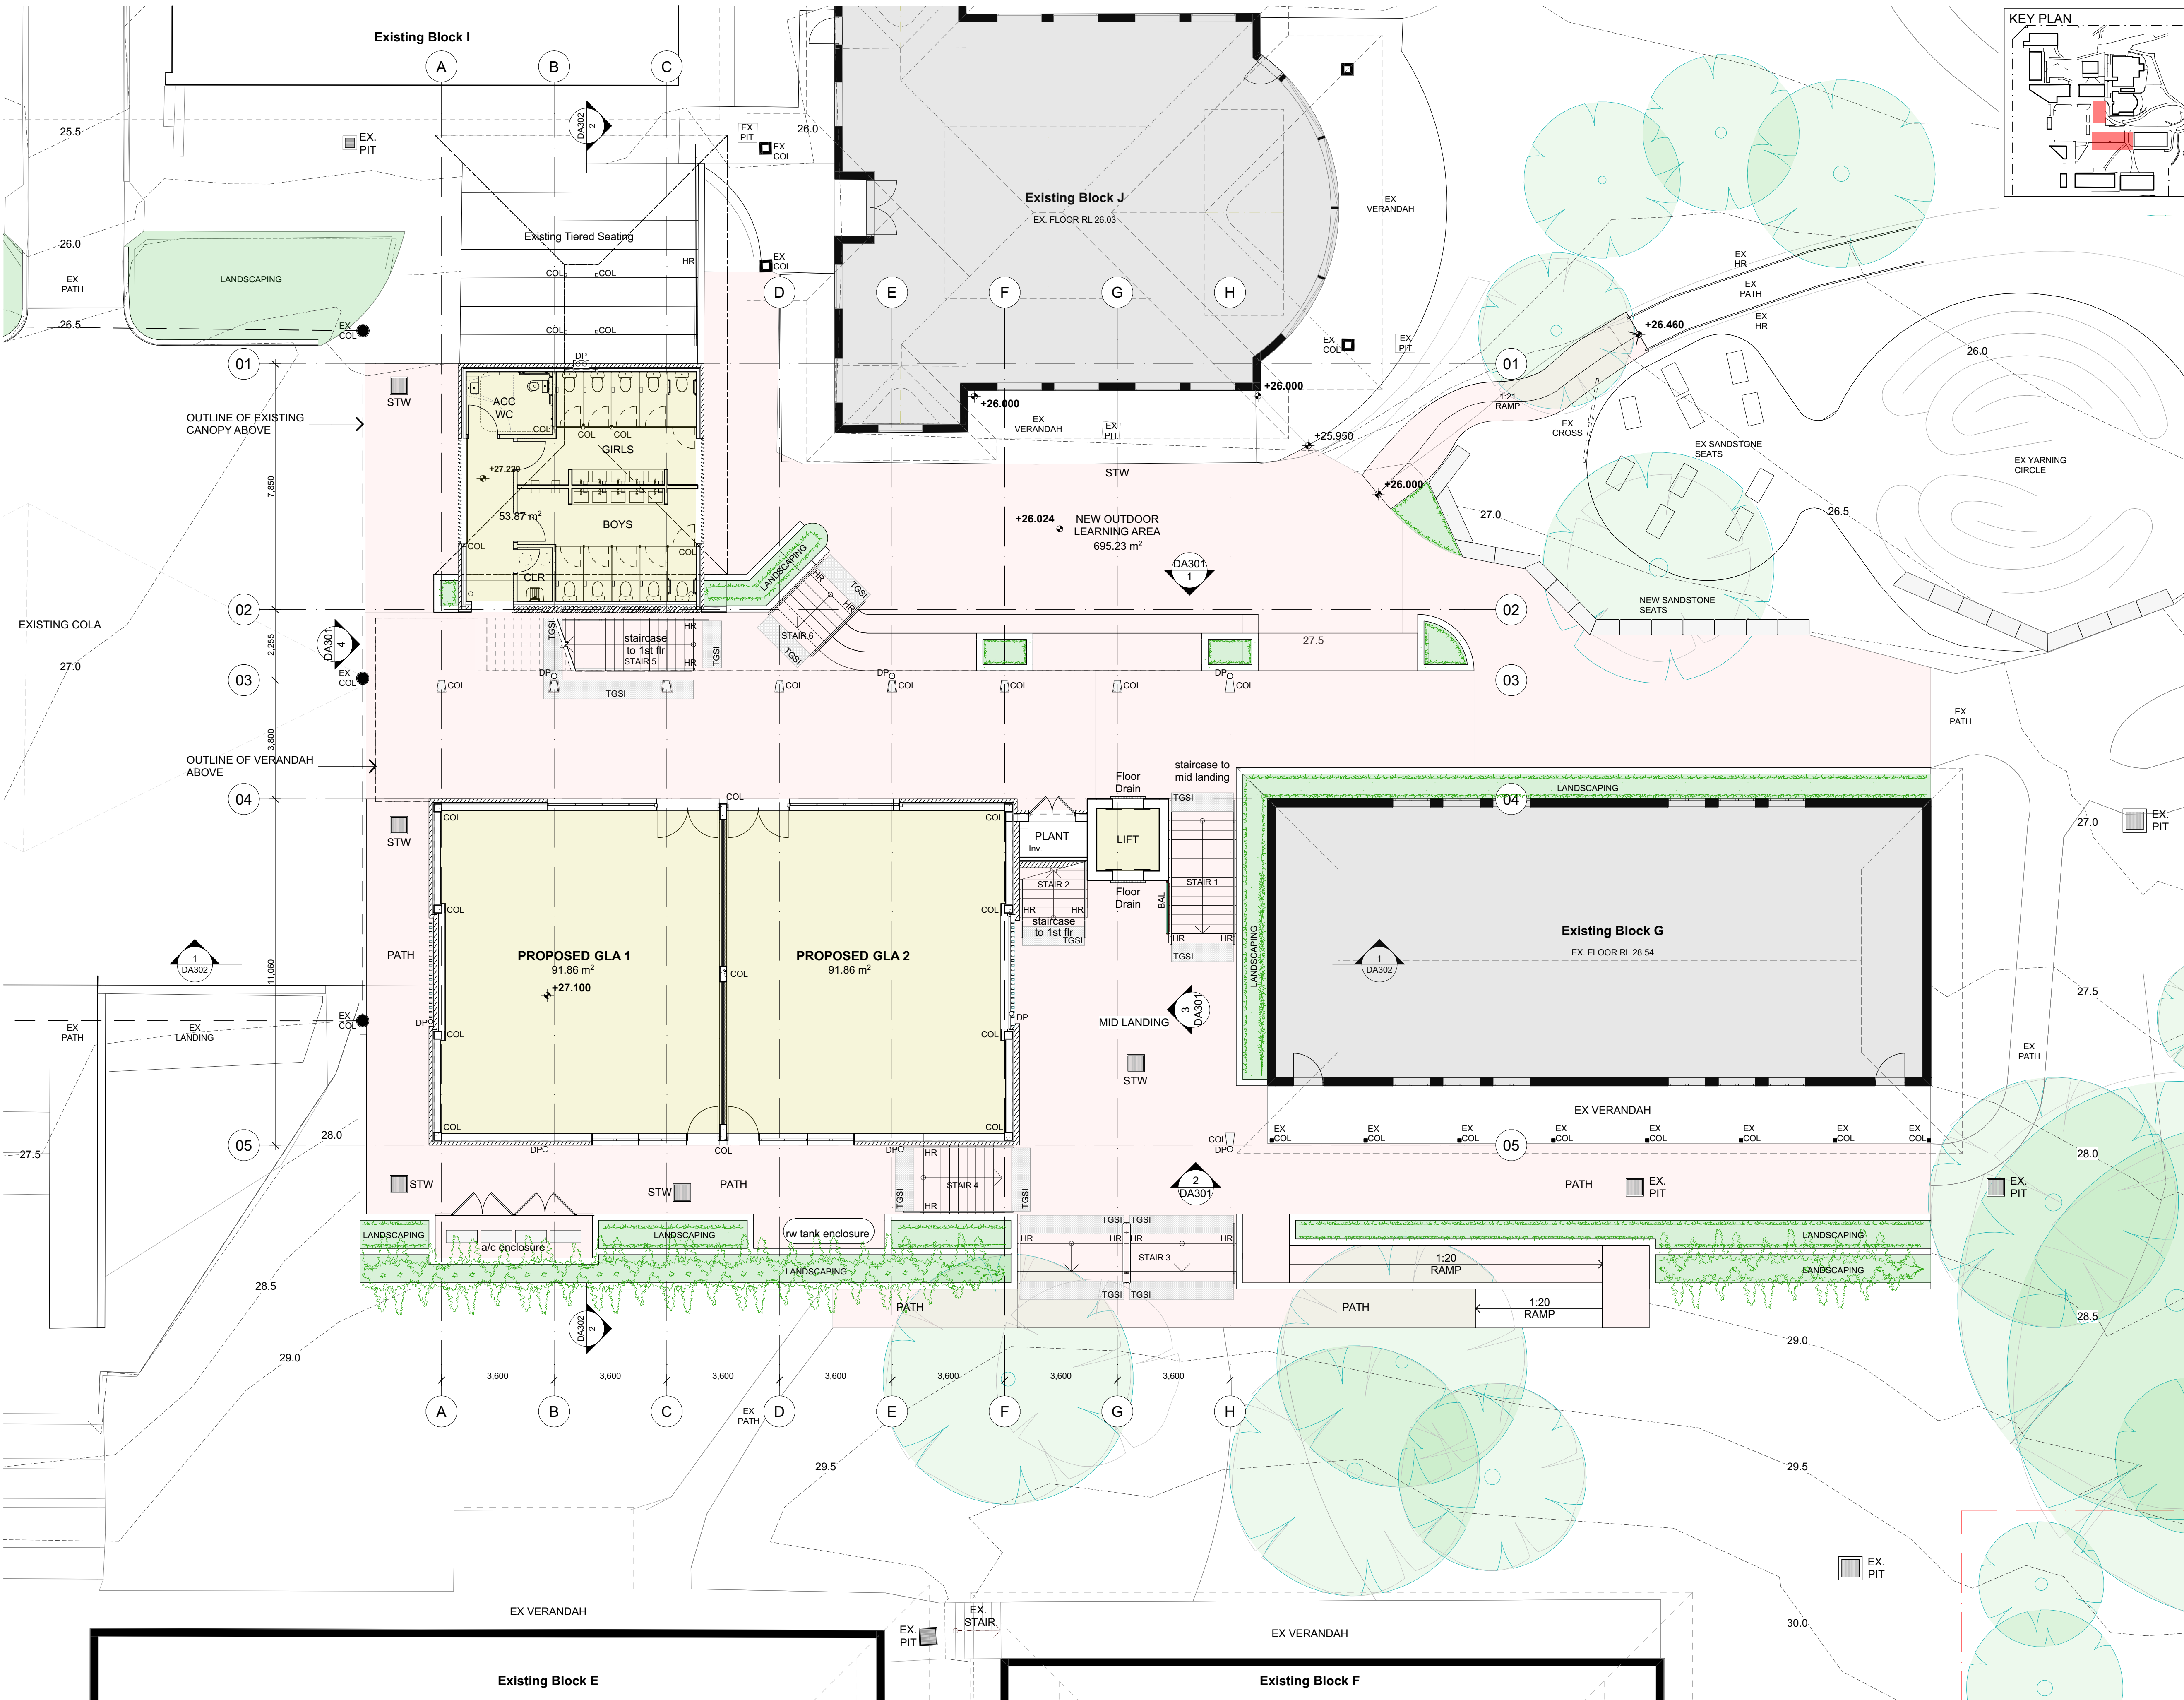 KEY PLAN
Existing Block I
A
B
C
DA302
2
25.5
EX.
PIT
EX
PIT
26.0
EX
COL
Existing Block J
EX. FLOOR RL 26.03
EX
VERANDAH
Existing Tiered Seating
26.0
HR
COL
COL
EX
COL
EX
PATH
LANDSCAPING
D
E
F
G
H
EX
HR
EX
PATH
EX
HR
26.5
EX
COL
COL
COL
+26.460
EX
COL
EX
PIT
26.0
01
DP
01
STW
ACC
WC
+26.000
+26.000
1:21
RAMP
OUTLINE OF EXISTING
CANOPY ABOVE
COL
COL
COL
EX
VERANDAH
EX
PIT
+25.950
EX
CROSS
EX SANDSTONE
SEATS
GIRLS
+27.220
STW
EX YARNING
CIRCLE
7,850
+26.000
53.87 m²
BOYS
+26.024
NEW OUTDOOR
LEARNING AREA
695.23 m²
27.0
26.5
COL
COL
LANDSCAPING
CLR
HR
TGSI
HR
DA301
1
NEW SANDSTONE
SEATS
02
02
EXISTING COLA
DA301
4
2,255
TGSI
staircase
to 1st flr
STAIR 5
HR
HR
TGSI
STAIR 6
TGSI
27.5
27.0
EX
COL
03
DP
DP
DP
03
COL
TGSI
COL
COL
COL
COL
COL
EX
PATH
3,800
OUTLINE OF VERANDAH
ABOVE
staircase to
mid landing
Floor
Drain
04
COL
TGSI
LANDSCAPING
04
COL
COL
STW
PLANT
Inv.
LIFT
27.0
EX.
PIT
STAIR 2
STAIR 1
Floor
Drain
BAL
COL
COL
HR
HR
staircase
to 1st flr
TGSI
HR
HR
TGSI
LANDSCAPING
Existing Block G
EX. FLOOR RL 28.54
1
DA302
PATH
11,060
PROPOSED GLA 1
91.86 m²
+27.100
PROPOSED GLA 2
91.86 m²
COL
1
DA302
27.5
3
DA301
EX
PATH
EX
LANDING
EX
COL
DP
COL
COL
DP
MID LANDING
EX
PATH
STW
COL
COL
EX VERANDAH
28.0
27.5
05
COL
COL
DP
EX
COL
EX
COL
EX
COL
EX
COL
EX
COL
EX
COL
EX
COL
EX
COL
05
28.0
DP
DP
HR
STW
STW
PATH
TGSI
STAIR 4
HR
TGSI
2
DA301
PATH
EX.
PIT
EX.
PIT
LANDSCAPING
a/c enclosure
LANDSCAPING
rw tank enclosure
TGSI
TGSI
HR
HR
HR
STAIR 3
HR
LANDSCAPING
1:20
RAMP
LANDSCAPING
LANDSCAPING
28.5
TGSI
TGSI
PATH
PATH
1:20
RAMP
28.5
DA302
2
29.0
29.0
3,600
3,600
3,600
3,600
3,600
3,600
3,600
A
B
C
D
E
F
G
H
EX
PATH
29.5
29.5
EX.
PIT
EX VERANDAH
EX.
STAIR
EX.
PIT
EX VERANDAH
30.0
Existing Block E
Existing Block F